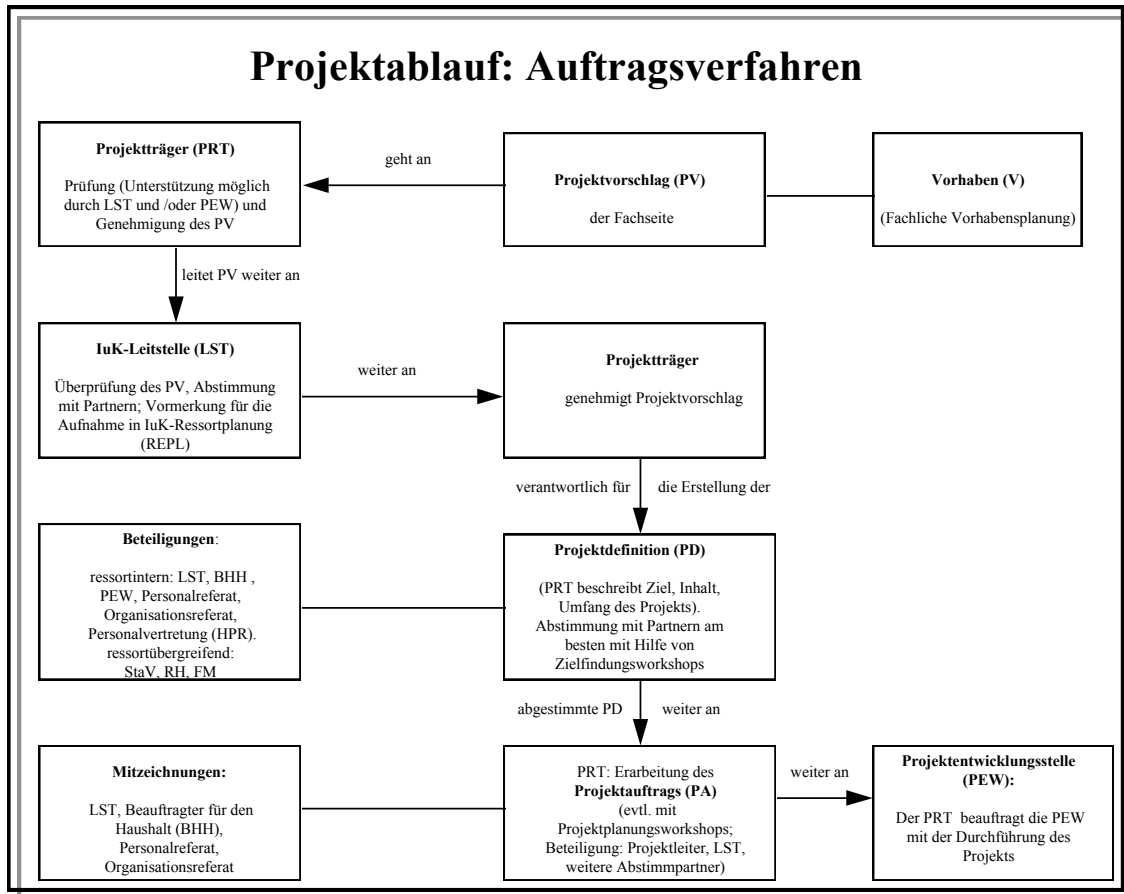 Projektablauf: Auftragsverfahren
Projektträger (PRT)
Prüfung (Unterstützung möglich
durch LST und /oder PEW) und
Genehmigung des PV
geht an
Projektvorschlag (PV)
der Fachseite
Vorhaben (V)
(Fachliche Vorhabensplanung)
leitet PV weiter an
IuK-Leitstelle (LST)
Überprüfung des PV, Abstimmung
mit Partnern; Vormerkung für die
Aufnahme in IuK-Ressortplanung
(REPL)
weiter an
Projektträger
genehmigt Projektvorschlag
verantwortlich für
die Erstellung der
Beteiligungen:
ressortintern: LST, BHH ,
PEW, Personalreferat,
Organisationsreferat,
Personalvertretung (HPR).
ressortübergreifend:
StaV, RH, FM
Projektdefinition (PD)
(PRT beschreibt Ziel, Inhalt,
Umfang des Projekts).
Abstimmung mit Partnern am
besten mit Hilfe von
Zielfindungsworkshops
abgestimmte PD
weiter an
Mitzeichnungen:
LST, Beauftragter für den
Haushalt (BHH),
Personalreferat,
Organisationsreferat
PRT: Erarbeitung des
Projektauftrags (PA)
(evtl. mit
Projektplanungsworkshops;
Beteiligung: Projektleiter, LST,
weitere Abstimmpartner)
weiter an
Projektentwicklungsstelle
(PEW):
Der PRT beauftragt die PEW
mit der Durchführung des
Projekts